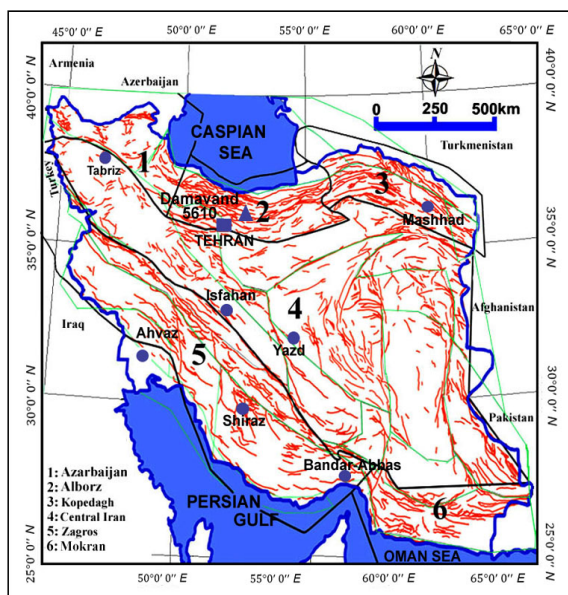 45°0'0" E
50°0'0" E
55°0'0" E
60°0'0" E
Armenia
Azerbaijan
N
40°0'0" N
40°0'0" N
0 250 500km
CASPIAN
SEA
Turkmenistan
1
Tabriz
Turkey
3
Damavand
5610
2
Mashhad
TEHRAN
35°0'0" N
35°0'0" N
Isfahan
4
Afghanistan
Iraq
Ahvaz
Yazd
5
30°0'0" N
30°0'0" N
Shiraz
Pakistan
Bandar-Abbas
1: Azarbaijan
2: Alborz
3: Kopedagh
4: Central Iran
5: Zagros
6: Mokran
PERSIAN
GULF
6
OMAN SEA
25°0'0" N
25°0'0" N
50°0'0" E
55°0'0" E
60°0'0" E
65°0'0" E